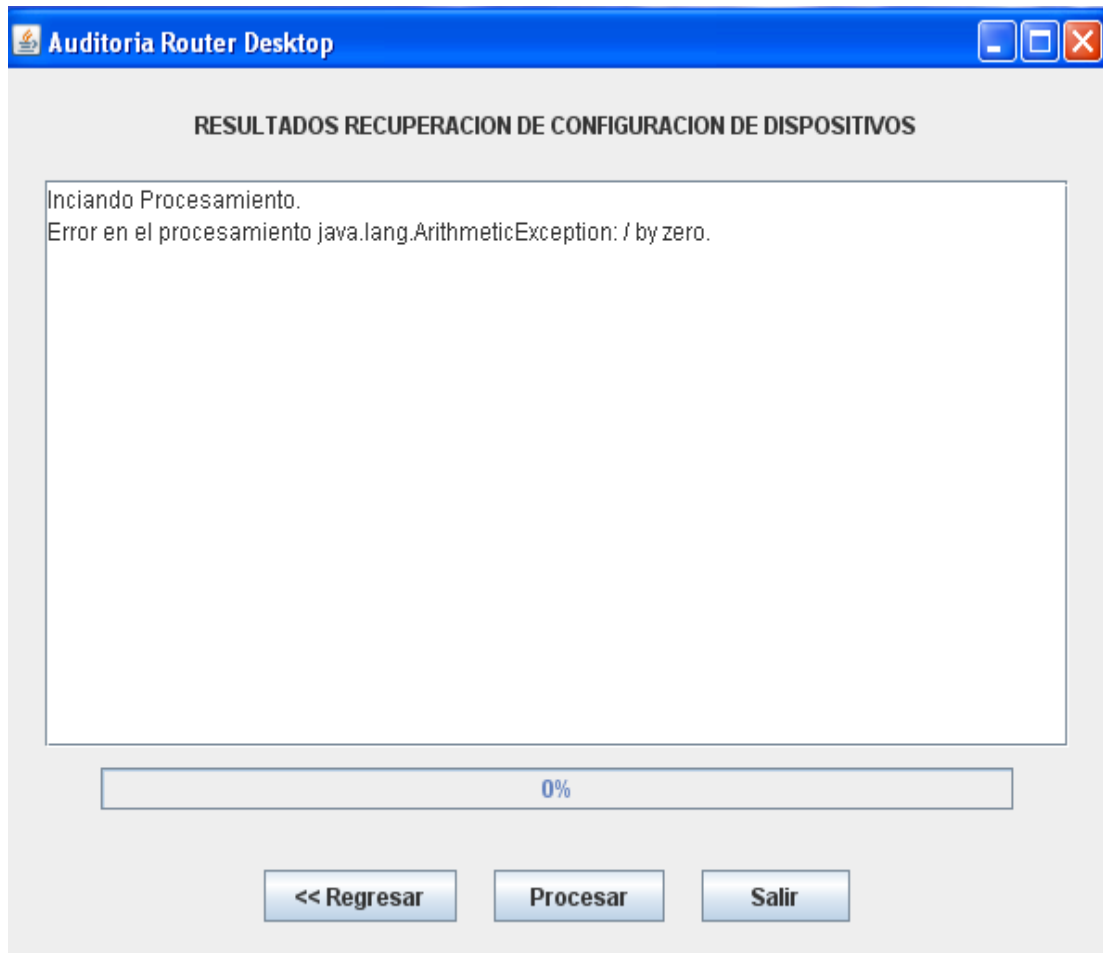 Auditoria Router Desktop
RESULTADOS RECUPERACION DE CONFIGURACION DE DISPOSITIVOS
Inciando Procesamiento.
Error en el procesamiento java.lang.ArithmeticException: / by zero.
0%
<< Regresar
Procesar
Salir